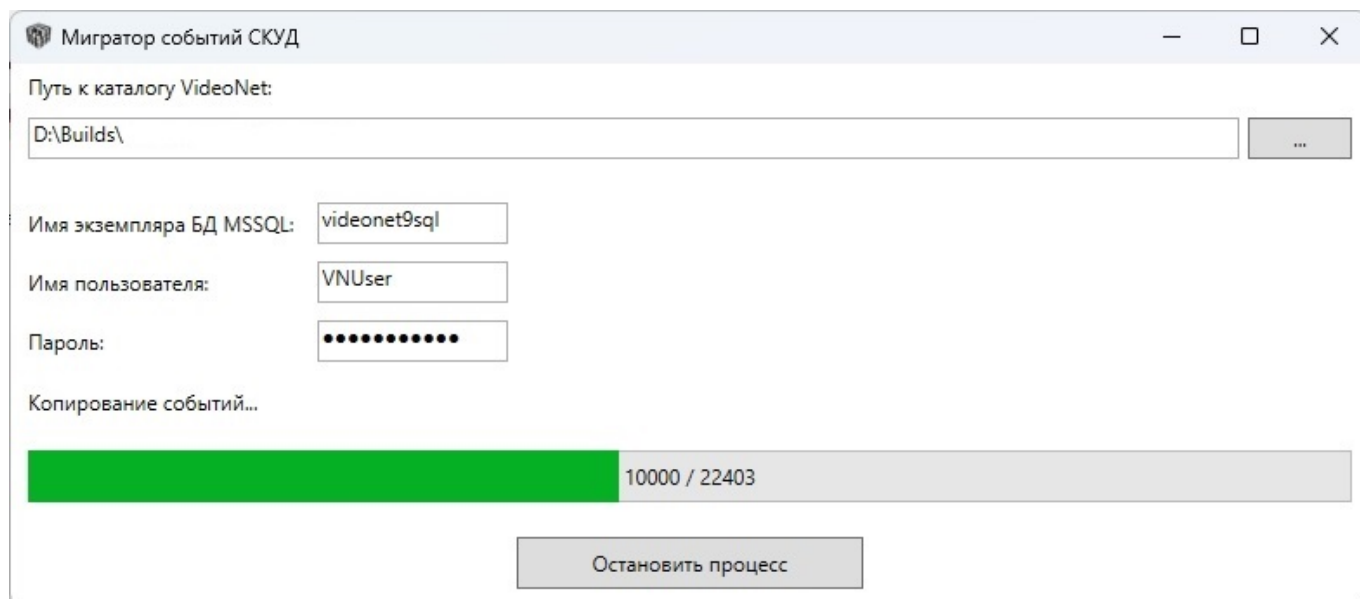 Мигратор событий СКУД
Путь к каталогу VideoNet:
D:\Builds\
...
Имя экземпляра БД MSSQL: videonet9sql
Имя пользователя: VNUser
Пароль: ●●●●●●●●●●●
Копирование событий...
10000 / 22403
Остановить процесс